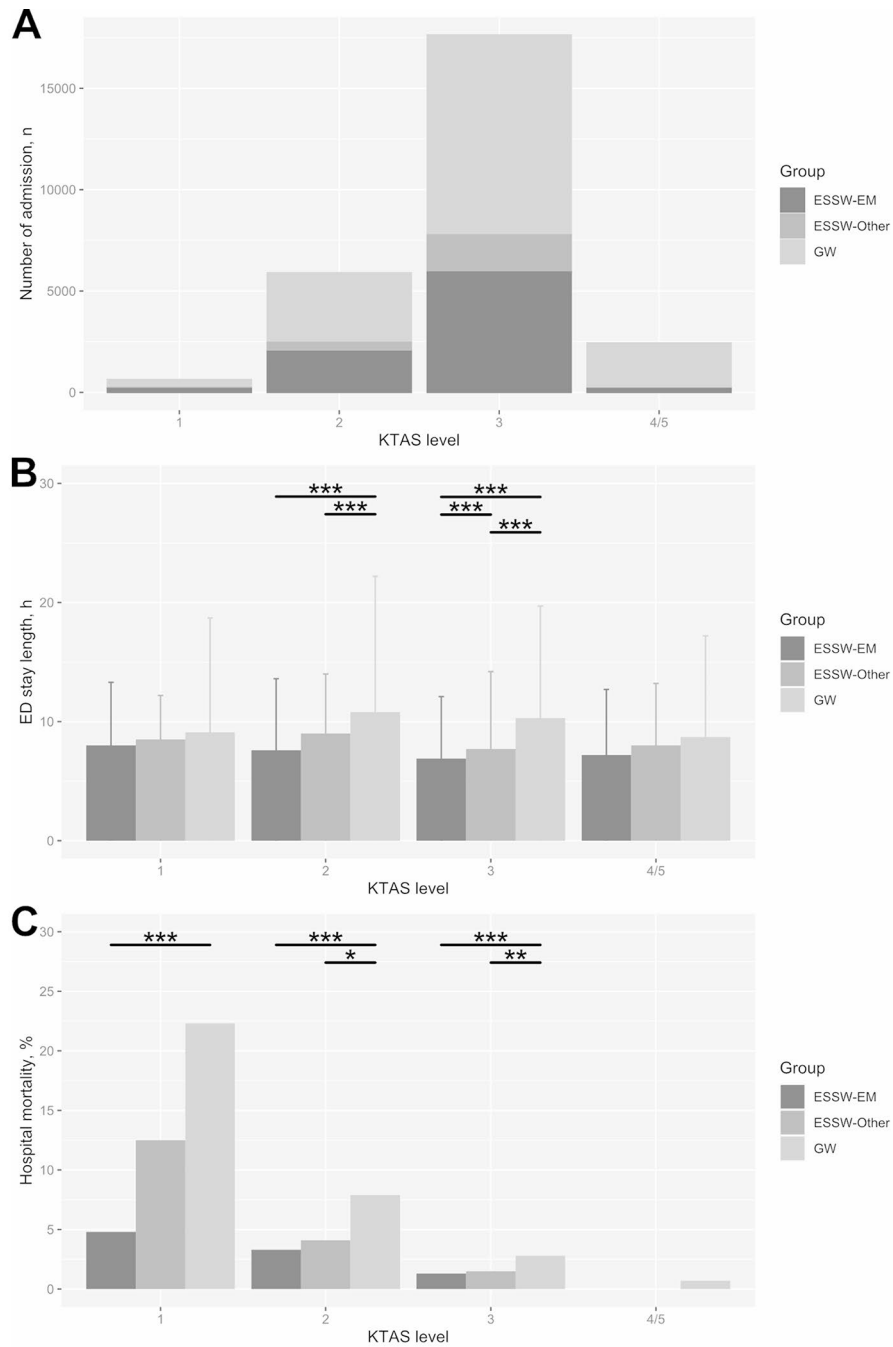 A
Number of admission, n
15000
10000
5000
0
1
2
3
4/5
KTAS level
Group
ESSW-EM
ESSW-Other
GW
B
ED stay length, h
30
20
10
0
***
***
***
***
***
1
2
3
4/5
KTAS level
Group
ESSW-EM
ESSW-Other
GW
C
Hospital mortality, %
30
25
20
15
10
5
0
***
***
*
***
**
1
2
3
4/5
KTAS level
Group
ESSW-EM
ESSW-Other
GW